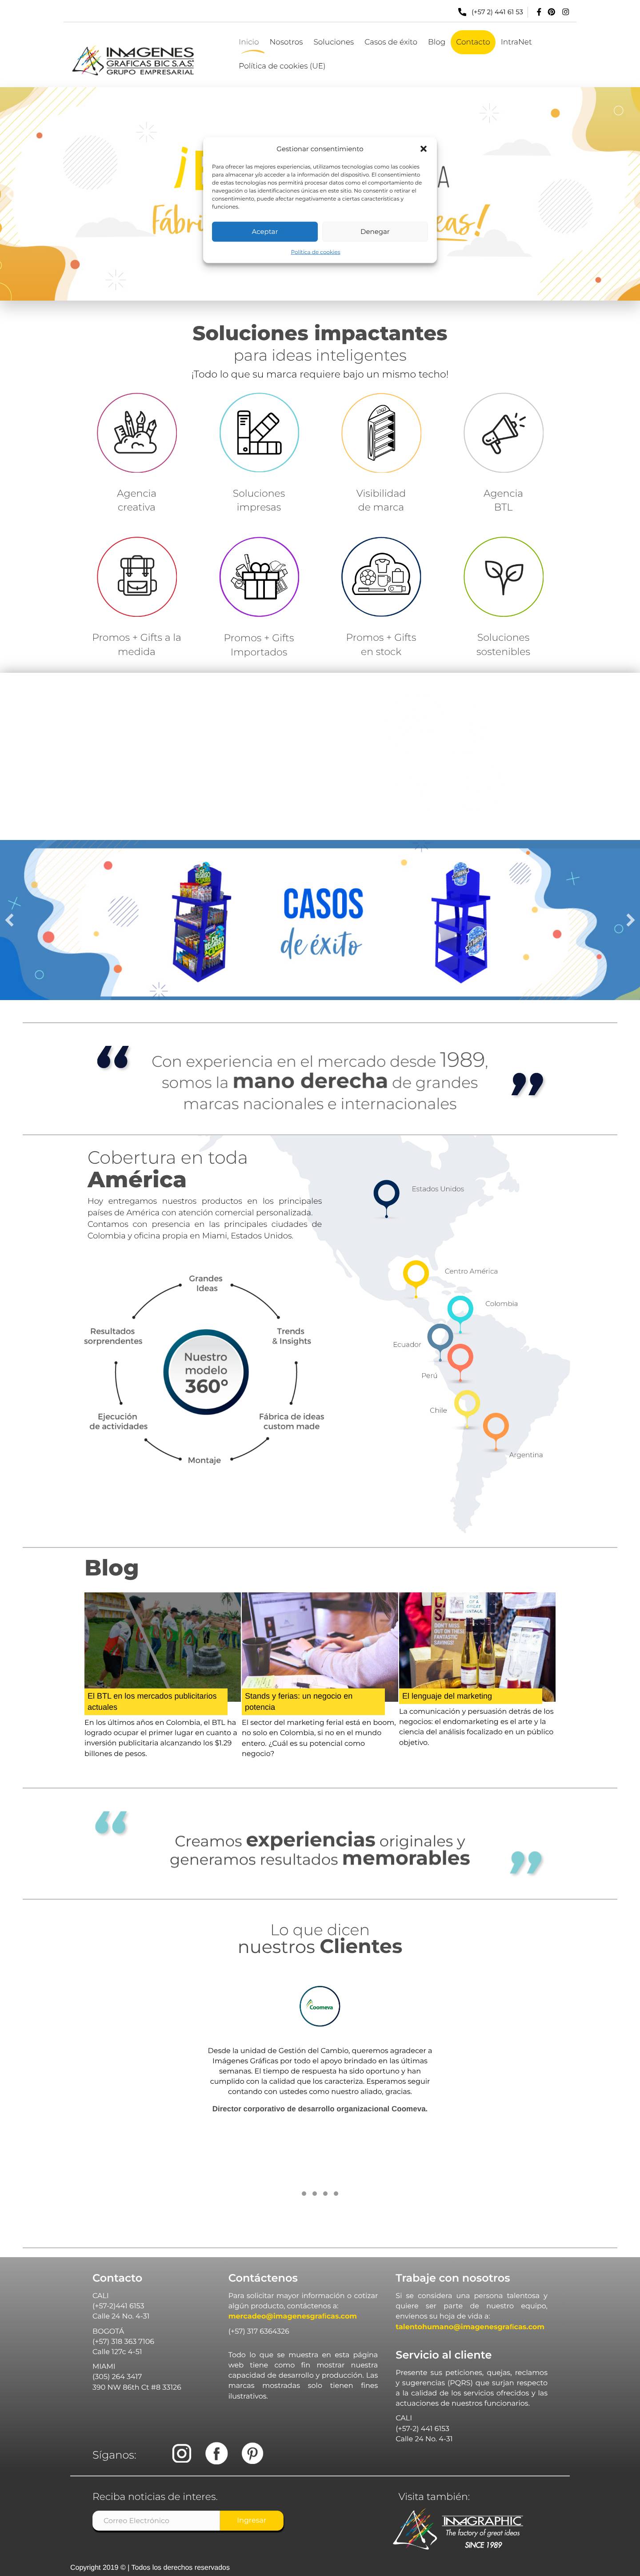 (+57 2) 441 61 53
IMAGENES
GRAFICAS BIC S.A.S.
GRUPO EMPRESARIAL
Inicio Nosotros Soluciones Casos de éxito Blog Contacto IntraNet
Política de cookies (UE)
Gestionar consentimiento
Para ofrecer las mejores experiencias, utilizamos tecnologías como las cookies
para almacenar y/o acceder a la información del dispositivo. El consentimiento
de estas tecnologías nos permitirá procesar datos como el comportamiento de
navegación o las identificaciones únicas en este sitio. No consentir o retirar el
consentimiento, puede afectar negativamente a ciertas características y
funciones.
Aceptar Denegar
Política de cookies
Soluciones impactantes
para ideas inteligentes
¡Todo lo que su marca requiere bajo un mismo techo!
LOGO
Agencia
creativa
Soluciones
impresas
Visibilidad
de marca
Agencia
BTL
Promos + Gifts a la
medida
Promos + Gifts
Importados
Promos + Gifts
en stock
Soluciones
sostenibles
CASOS
de éxito
Con experiencia en el mercado desde 1989,
somos la mano derecha de grandes
marcas nacionales e internacionales
Cobertura en toda
América
Hoy entregamos nuestros productos en los principales
países de América con atención comercial personalizada.
Contamos con presencia en las principales ciudades de
Colombia y oficina propia en Miami, Estados Unidos.
Estados Unidos
Centro América
Colombia
Ecuador
Perú
Chile
Argentina
Grandes
Ideas
Resultados
sorprendentes
Trends
& Insights
Nuestro
modelo
360º
Ejecución
de actividades
Fábrica de ideas
custom made
Montaje
Blog
El BTL en los mercados publicitarios
actuales
En los últimos años en Colombia, el BTL ha
logrado ocupar el primer lugar en cuanto a
inversión publicitaria alcanzando los $1.29
billones de pesos.
Stands y ferias: un negocio en
potencia
El sector del marketing ferial está en boom,
no solo en Colombia, sí no en el mundo
entero. ¿Cuál es su potencial como
negocio?
El lenguaje del marketing
La comunicación y persuasión detrás de los
negocios: el endomarketing es el arte y la
ciencia del análisis focalizado en un público
objetivo.
Creamos experiencias originales y
generamos resultados memorables
Lo que dicen
nuestros Clientes
Coomeva
Desde la unidad de Gestión del Cambio, queremos agradecer a
Imágenes Gráficas por todo el apoyo brindado en las últimas
semanas. El tiempo de respuesta ha sido oportuno y han
cumplido con la calidad que los caracteriza. Esperamos seguir
contando con ustedes como nuestro aliado, gracias.
Director corporativo de desarrollo organizacional Coomeva.
Contacto
CALI
(+57-2)441 6153
Calle 24 No. 4-31
BOGOTÁ
(+57) 318 363 7106
Calle 127c 4-51
MIAMI
(305) 264 3417
390 NW 86th Ct #8 33126
Contáctenos
Para solicitar mayor información o cotizar
algún producto, contáctenos a:
mercadeo@imagenesgraficas.com
(+57) 317 6364326
Todo lo que se muestra en esta página
web tiene como fin mostrar nuestra
capacidad de desarrollo y producción. Las
marcas mostradas solo tienen fines
ilustrativos.
Trabaje con nosotros
Si se considera una persona talentosa y
quiere ser parte de nuestro equipo,
envíenos su hoja de vida a:
talentohumano@imagenesgraficas.com
Servicio al cliente
Presente sus peticiones, quejas, reclamos
y sugerencias (PQRS) que surjan respecto
a la calidad de los servicios ofrecidos y las
actuaciones de nuestros funcionarios.
CALI
(+57-2) 441 6153
Calle 24 No. 4-31
Síganos:
Reciba noticias de interes.
Correo Electrónico Ingresar
Visita también:
IMAGRAPHIC
The factory of great ideas
SINCE 1989
Copyright 2019 © | Todos los derechos reservados